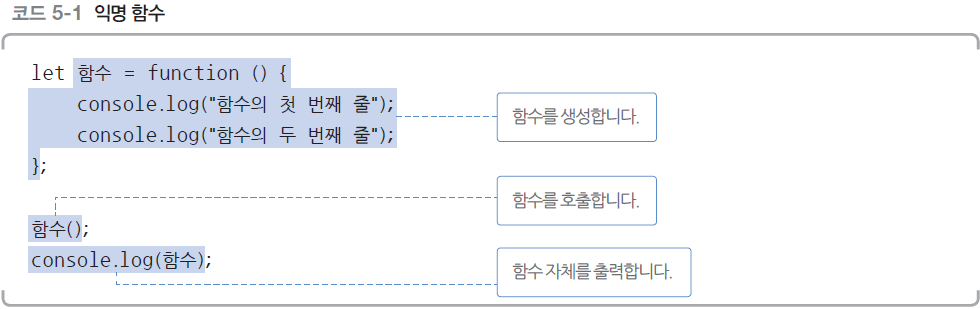 코드 5-1 익명 함수
let 함수 = function () {
console.log("함수의 첫 번째 줄");
console.log("함수의 두 번째 줄");
};
함수를 생성합니다.
함수();
함수를 호출합니다.
console.log(함수);
함수 자체를 출력합니다.